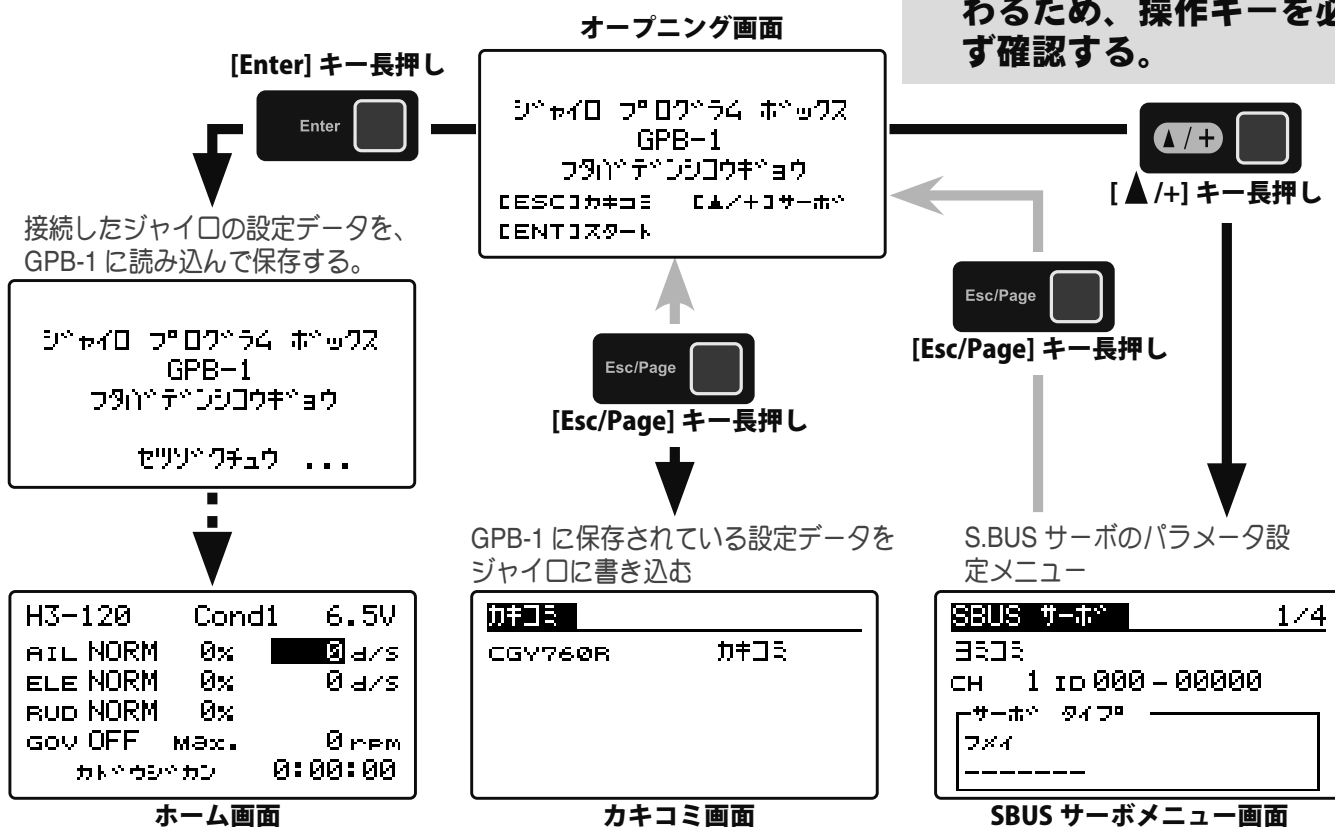 わるため、操作キーを必
ず確認する。
オープニング画面
[Enter] キー長押し
Enter
ジャイロ プログラム ボックス
GPB-1
フタバデンシコウギョウ
[ESC]カキコミ [▲/+]サーボ
[ENT]スタート
▲/+
[▲/+] キー長押し
接続したジャイロの設定データを、
GPB-1 に読み込んで保存する。
ジャイロ プログラム ボックス
GPB-1
フタバデンシコウギョウ
セツゾクチュウ ...
Esc/Page
[Esc/Page] キー長押し
Esc/Page
[Esc/Page] キー長押し
GPB-1 に保存されている設定データを
ジャイロに書き込む
S.BUS サーボのパラメータ設
定メニュー
H3-120 Cond1 6.5V
AIL NORM 0% 0 d/s
ELE NORM 0% 0 d/s
RUD NORM 0%
GOV OFF Max. 0 rpm
カドウジカン 0:00:00
ホーム画面
カキコミ
CGY760R カキコミ
カキコミ画面
SBUS サーボ 1/4
ヨミコミ
CH 1 ID 000-00000
サーボ タイプ
フメイ
-------
SBUS サーボメニュー画面